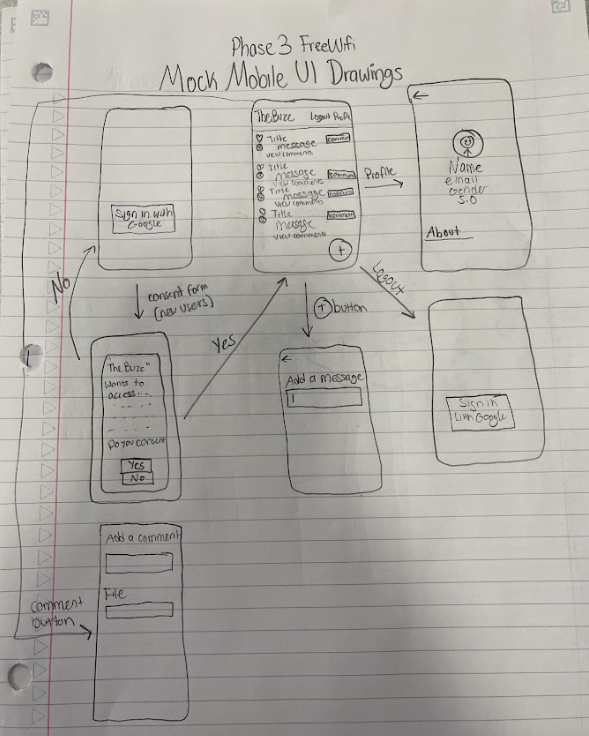 Phase 3 FreeWifi
Mock Mobile UI Drawings
Sign in with
Google
The Buzz Logout Profile
Title
message comment
view comments
Title
message comment
view comments
Title
message comment
view comments
Title comment
message
view comments
+
Profile
Name
email
Gender
S.O
About
No
consent form
(new users)
Yes
+ button
Logout
The Buzz"
Wants to
access...
Do you consent
Yes
No
Add a message
Sign in
with Google
Add a comment
File
comment
button